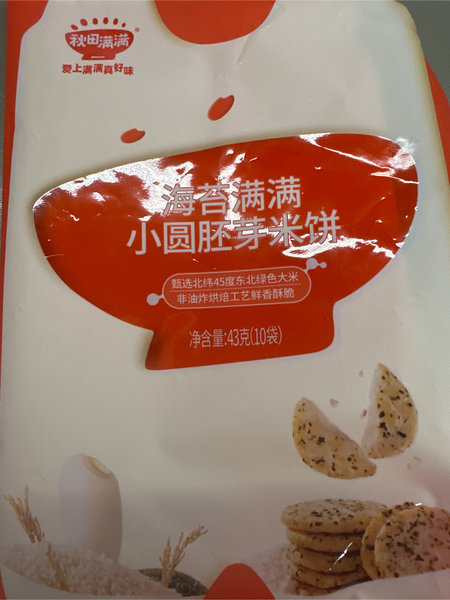 秋田满满
爱上满满真好味
海苔满满
小圆胚芽米饼
甄选北纬45度东北绿色大米
非油炸烘焙工艺鲜香酥脆
净含量:43克(10袋)